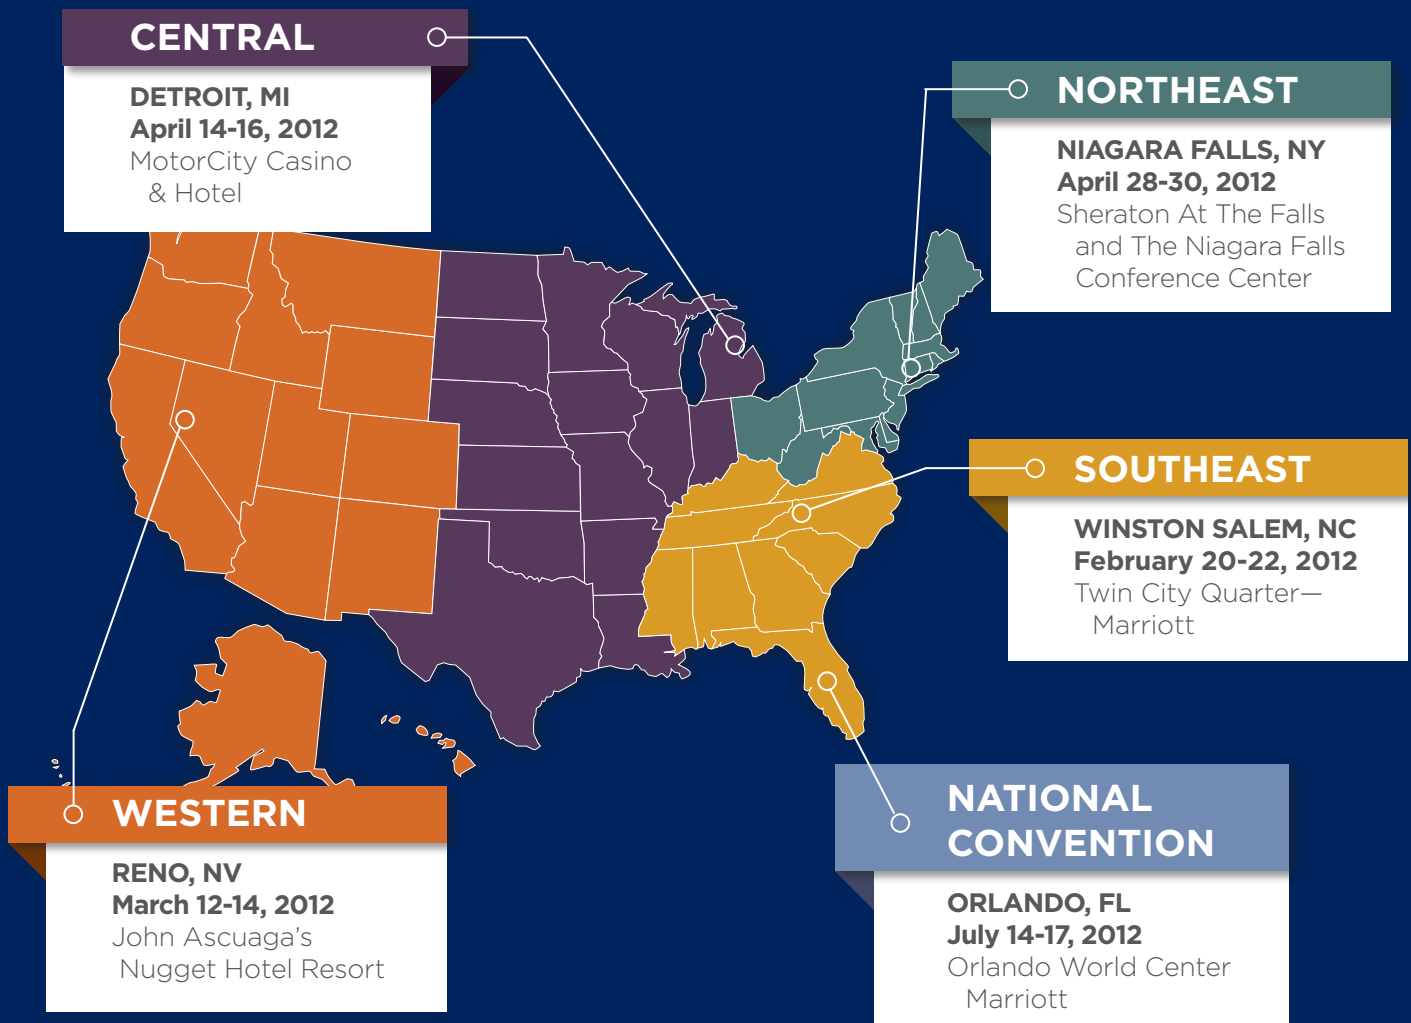 CENTRAL
DETROIT, MI
April 14-16, 2012
MotorCity Casino
& Hotel
NORTHEAST
NIAGARA FALLS, NY
April 28-30, 2012
Sheraton At The Falls
and The Niagara Falls
Conference Center
SOUTHEAST
WINSTON SALEM, NC
February 20-22, 2012
Twin City Quarter—
Marriott
WESTERN
RENO, NV
March 12-14, 2012
John Ascuaga’s
Nugget Hotel Resort
NATIONAL
CONVENTION
ORLANDO, FL
July 14-17, 2012
Orlando World Center
Marriott